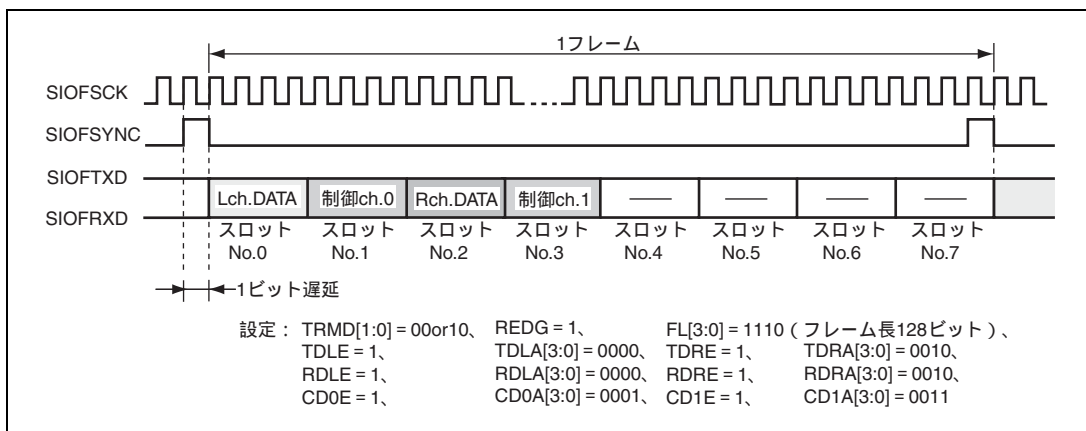 1フレーム
SIOFSCK
SIOFSYNC
SIOFTXD
SIOFRXD
Lch.DATA 制御ch.0 Rch.DATA 制御ch.1 — — — —
スロット スロット スロット スロット スロット スロット スロット スロット
No.0 No.1 No.2 No.3 No.4 No.5 No.6 No.7
1ビット遅延
設定： TRMD[1:0] = 00or10、 REDG = 1、 FL[3:0] = 1110（フレーム長128ビット）、
TDLE = 1、 TDLA[3:0] = 0000、 TDRE = 1、 TDRA[3:0] = 0010、
RDLE = 1、 RDLA[3:0] = 0000、 RDRE = 1、 RDRA[3:0] = 0010、
CD0E = 1、 CD0A[3:0] = 0001、 CD1E = 1、 CD1A[3:0] = 0011